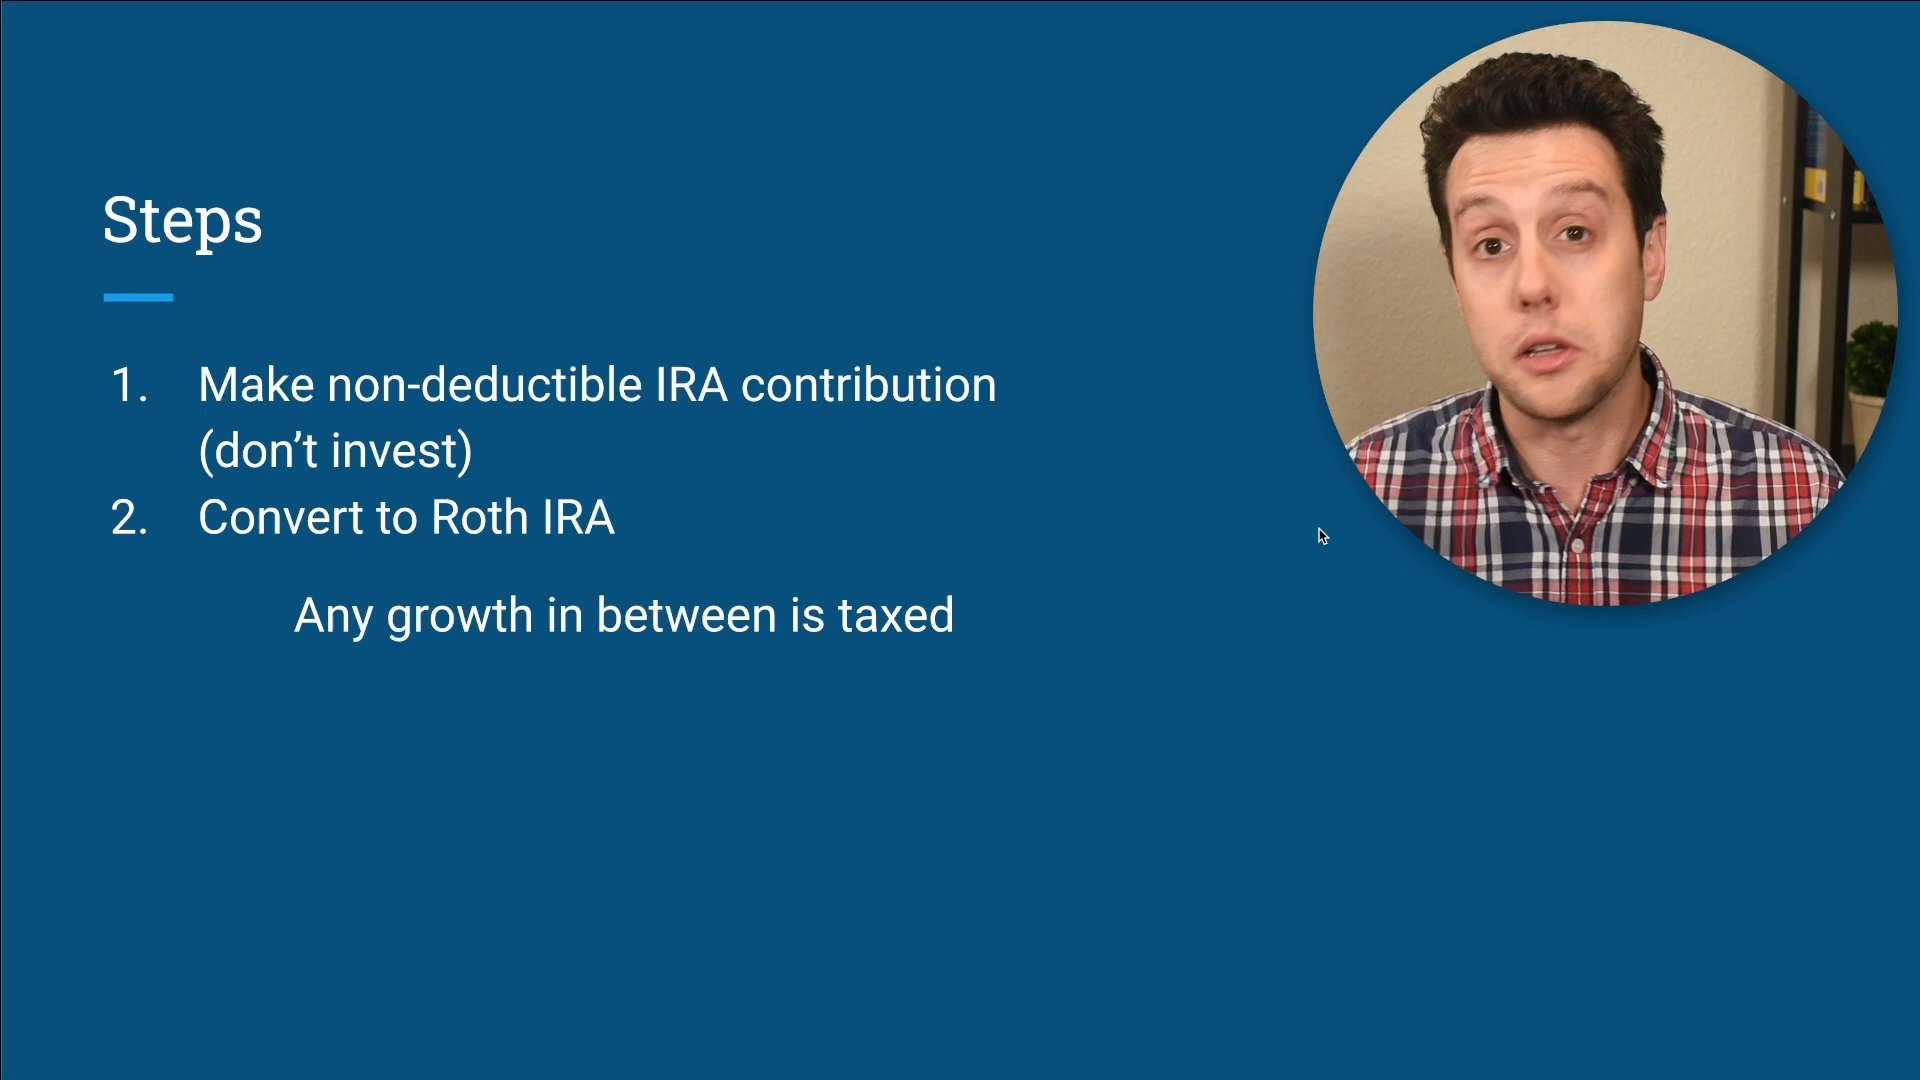 Steps
1. Make non-deductible IRA contribution
(don’t invest)
2. Convert to Roth IRA
Any growth in between is taxed